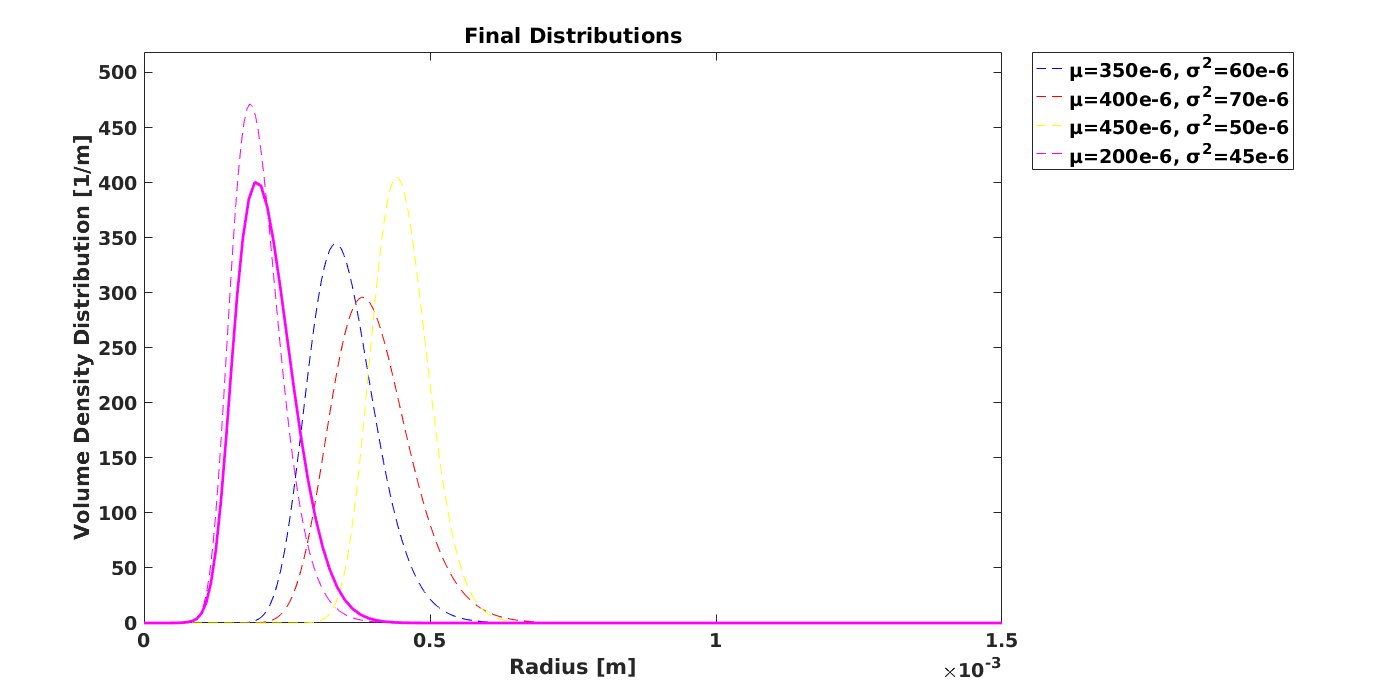 Final Distributions
Volume Density Distribution [1/m]
500
450
400
350
300
250
200
150
100
50
0
0 0.5 1 1.5
×10⁻³
Radius [m]
μ=350e-6, σ²=60e-6
μ=400e-6, σ²=70e-6
μ=450e-6, σ²=50e-6
μ=200e-6, σ²=45e-6